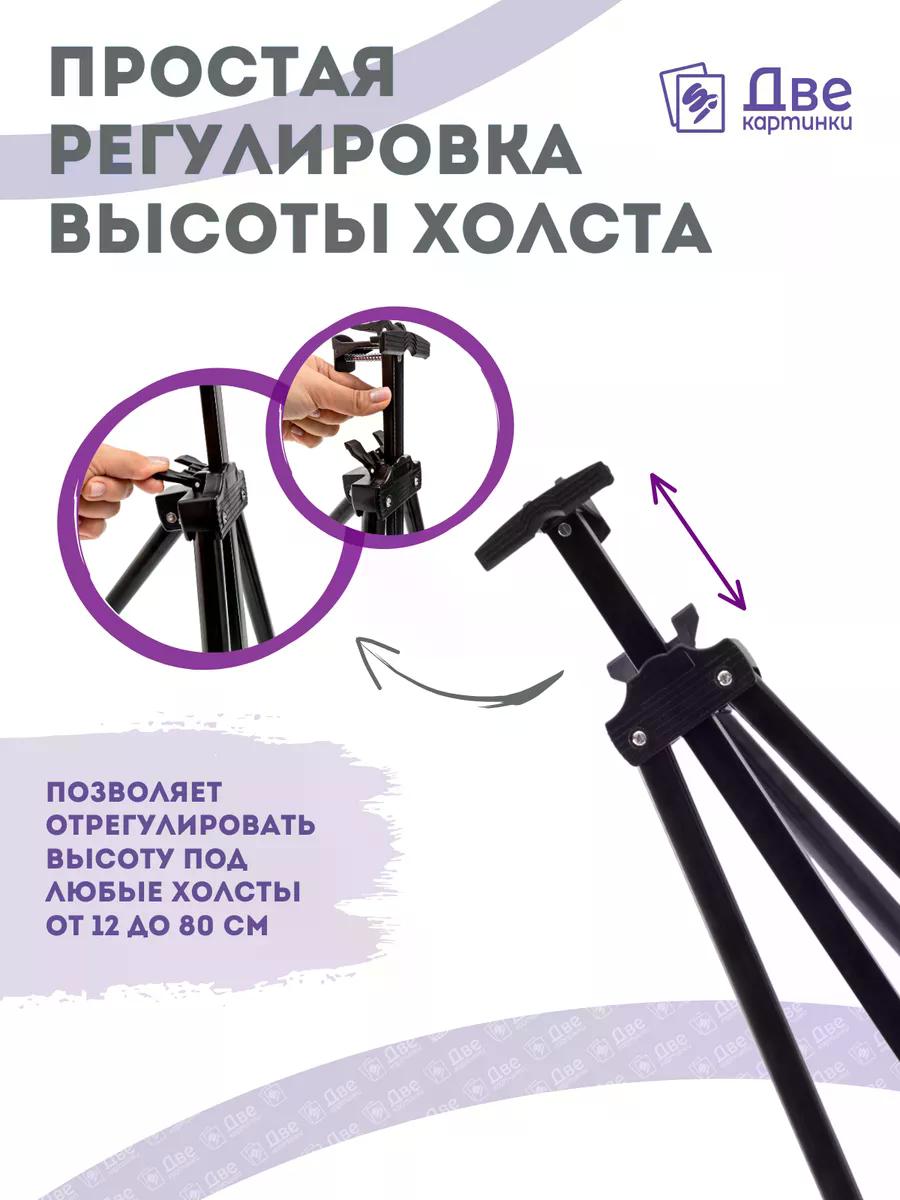 ПРОСТАЯ
РЕГУЛИРОВКА
ВЫСОТЫ ХОЛСТА
Две
картинки
ПОЗВОЛЯЕТ
ОТРЕГУЛИРОВАТЬ
ВЫСОТУ ПОД
ЛЮБЫЕ ХОЛСТЫ
ОТ 12 ДО 80 СМ